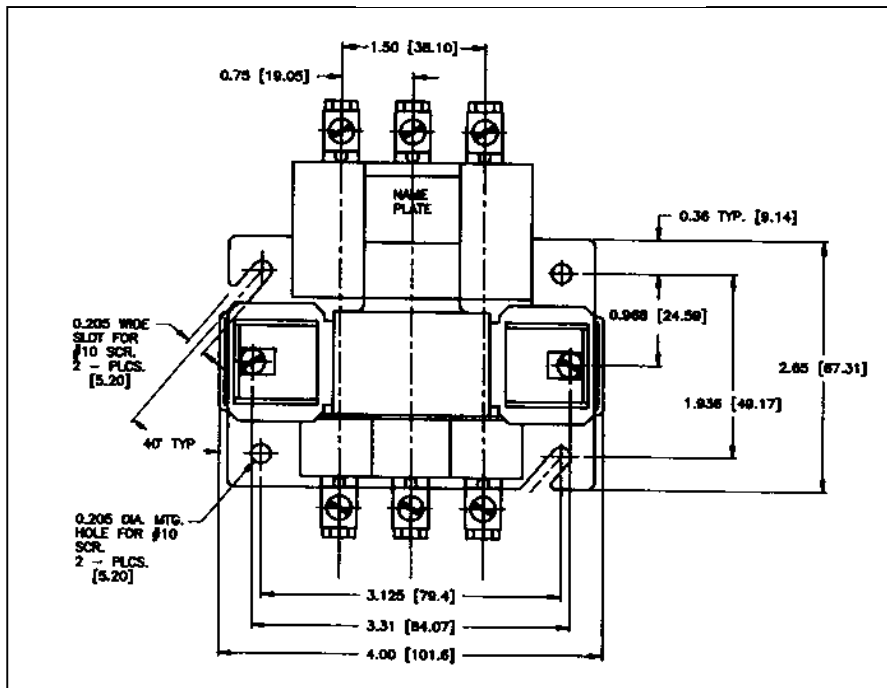 1.50 [38.10]
0.75 [19.05]
NAME
PLATE
0.36 TYP. [9.14]
0.205 WIDE
SLOT FOR
#10 SCR.
2 - PLCS.
[5.20]
0.968 [24.59]
2.65 [67.31]
1.936 [49.17]
40° TYP
0.205 DIA. MTG.
HOLE FOR #10
SCR.
2 - PLCS.
[5.20]
3.125 [79.4]
3.31 [84.07]
4.00 [101.6]